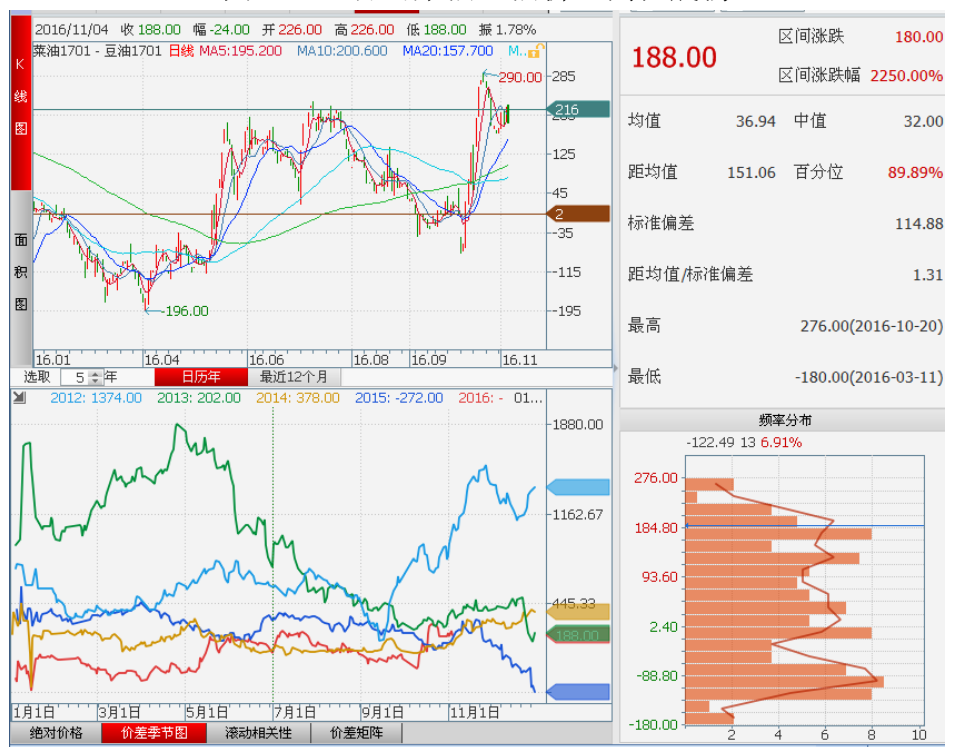 2016/11/04 收 188.00 幅 -24.00 开 226.00 高 226.00 低 188.00 振 1.78%
菜油1701 - 豆油1701 日线 MA5:195.200 MA10:200.600 MA20:157.700 M..
K
线
图
面
积
图
290.00
285
216
125
45
2
-35
-115
-195
-196.00
16.01 16.04 16.06 16.08 16.09 16.11
选取 5 年 日历年 最近12个月
2012: 1374.00 2013: 202.00 2014: 378.00 2015: -272.00 2016: - 01...
1880.00
1162.67
445.33
188.00
1月1日 3月1日 5月1日 7月1日 9月1日 11月1日
绝对价格 价差季节图 滚动相关性 价差矩阵
188.00
区间涨跌 180.00
区间涨跌幅 2250.00%
均值 36.94 中值 32.00
距均值 151.06 百分位 89.89%
标准偏差 114.88
距均值/标准偏差 1.31
最高 276.00(2016-10-20)
最低 -180.00(2016-03-11)
频率分布
-122.49 13 6.91%
276.00
184.80
93.60
2.40
-88.80
-180.00
2 4 6 8 10